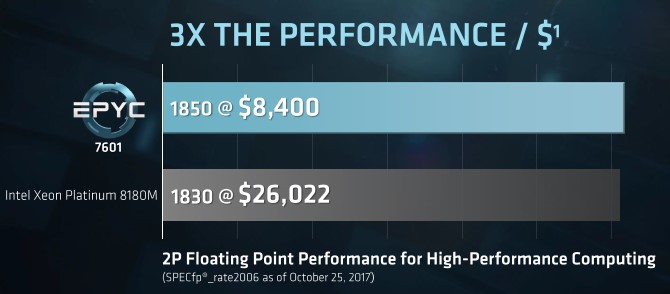 3X THE PERFORMANCE / $¹
EPYC
1850 @ $8,400
7601
Intel Xeon Platinum 8180M
1830 @ $26,022
2P Floating Point Performance for High-Performance Computing
(SPECfp®_rate2006 as of October 25, 2017)